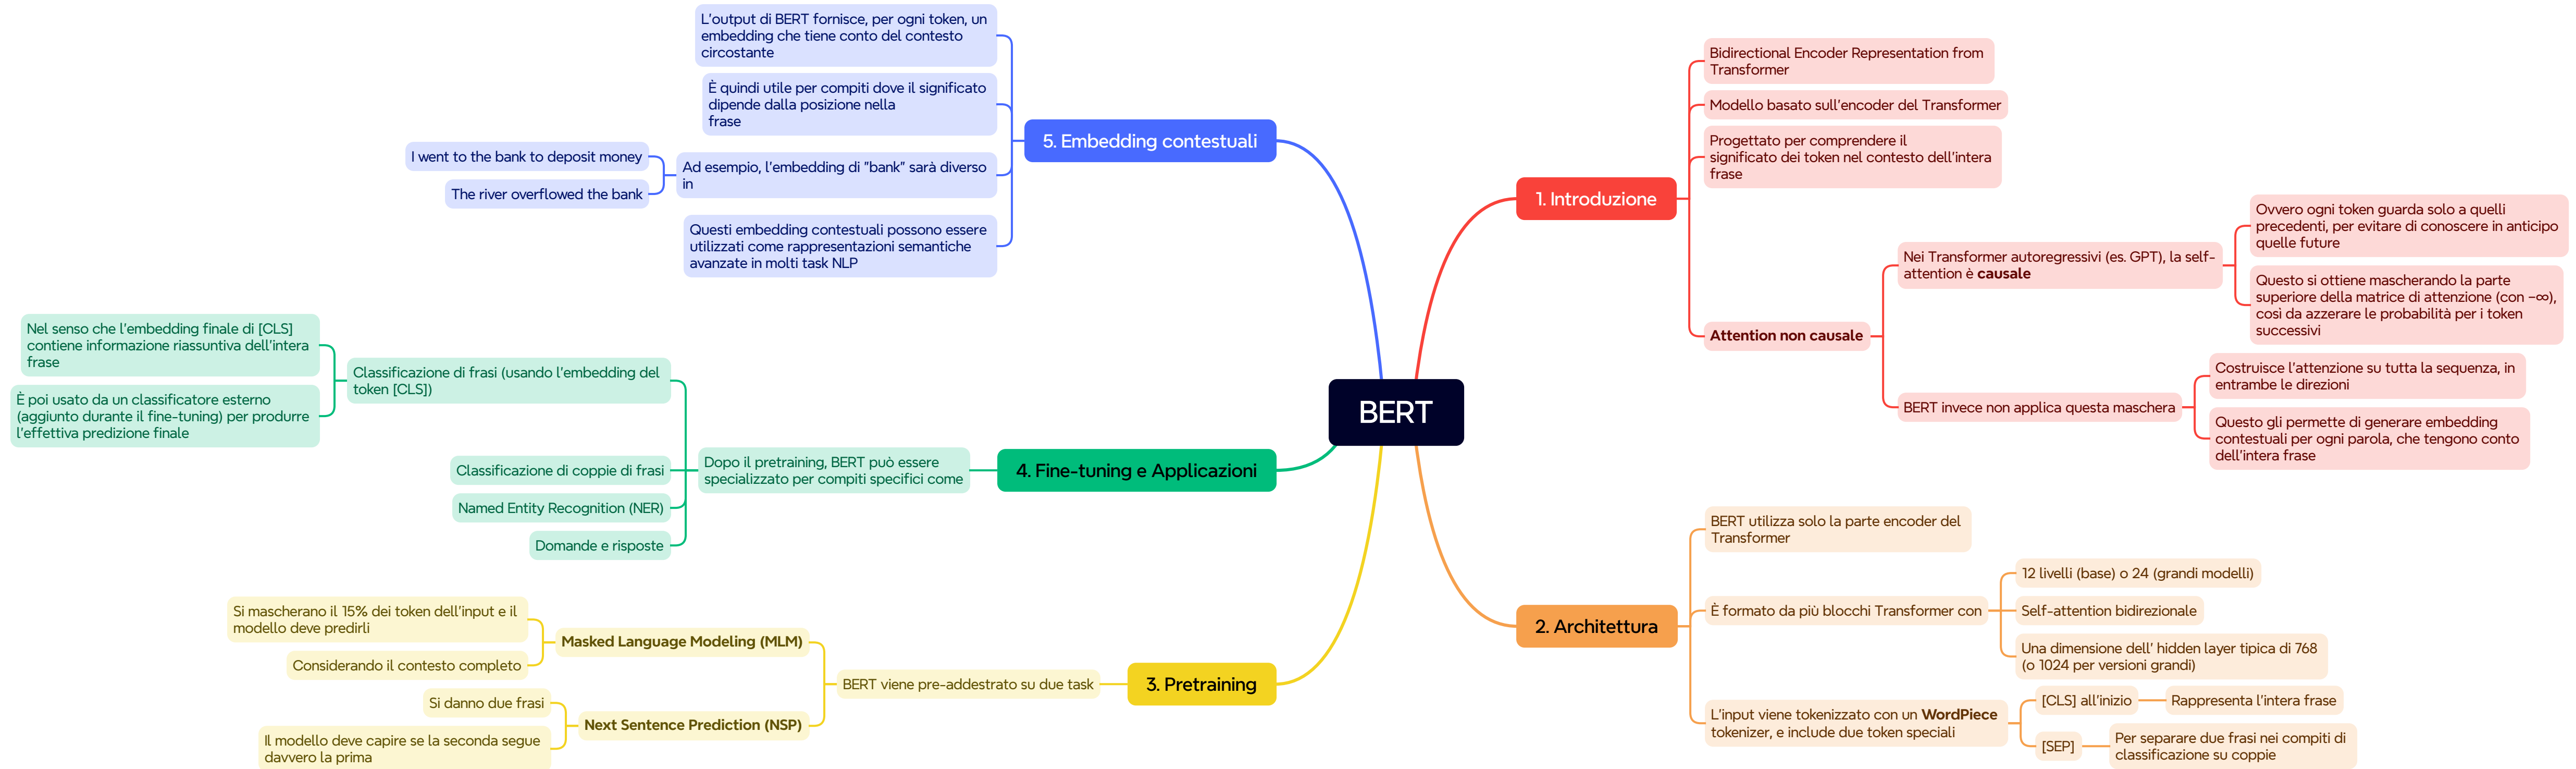 BERT
1. Introduzione
Bidirectional Encoder Representation from
Transformer
Modello basato sull'encoder del Transformer
Progettato per comprendere il
significato dei token nel contesto dell'intera
frase
Attention non causale
Nei Transformer autoregressivi (es. GPT), la self-
attention è causale
Ovvero ogni token guarda solo a quelli
precedenti, per evitare di conoscere in anticipo
quelle future
Questo si ottiene mascherando la parte
superiore della matrice di attenzione (con −∞),
così da azzerare le probabilità per i token
successivi
BERT invece non applica questa maschera
Costruisce l'attenzione su tutta la sequenza, in
entrambe le direzioni
Questo gli permette di generare embedding
contestuali per ogni parola, che tengono conto
dell'intera frase
2. Architettura
BERT utilizza solo la parte encoder del
Transformer
È formato da più blocchi Transformer con
12 livelli (base) o 24 (grandi modelli)
Self-attention bidirezionale
Una dimensione dell' hidden layer tipica di 768
(o 1024 per versioni grandi)
L'input viene tokenizzato con un WordPiece
tokenizer, e include due token speciali
[CLS] all'inizio
Rappresenta l'intera frase
[SEP]
Per separare due frasi nei compiti di
classificazione su coppie
3. Pretraining
BERT viene pre-addestrato su due task
Masked Language Modeling (MLM)
Si mascherano il 15% dei token dell'input e il
modello deve predirli
Considerando il contesto completo
Next Sentence Prediction (NSP)
Si danno due frasi
Il modello deve capire se la seconda segue
davvero la prima
4. Fine-tuning e Applicazioni
Dopo il pretraining, BERT può essere
specializzato per compiti specifici come
Classificazione di frasi (usando l'embedding del
token [CLS])
Nel senso che l'embedding finale di [CLS]
contiene informazione riassuntiva dell'intera
frase
È poi usato da un classificatore esterno
(aggiunto durante il fine-tuning) per produrre
l'effettiva predizione finale
Classificazione di coppie di frasi
Named Entity Recognition (NER)
Domande e risposte
5. Embedding contestuali
L'output di BERT fornisce, per ogni token, un
embedding che tiene conto del contesto
circostante
È quindi utile per compiti dove il significato
dipende dalla posizione nella
frase
Ad esempio, l'embedding di "bank" sarà diverso
in
I went to the bank to deposit money
The river overflowed the bank
Questi embedding contestuali possono essere
utilizzati come rappresentazioni semantiche
avanzate in molti task NLP